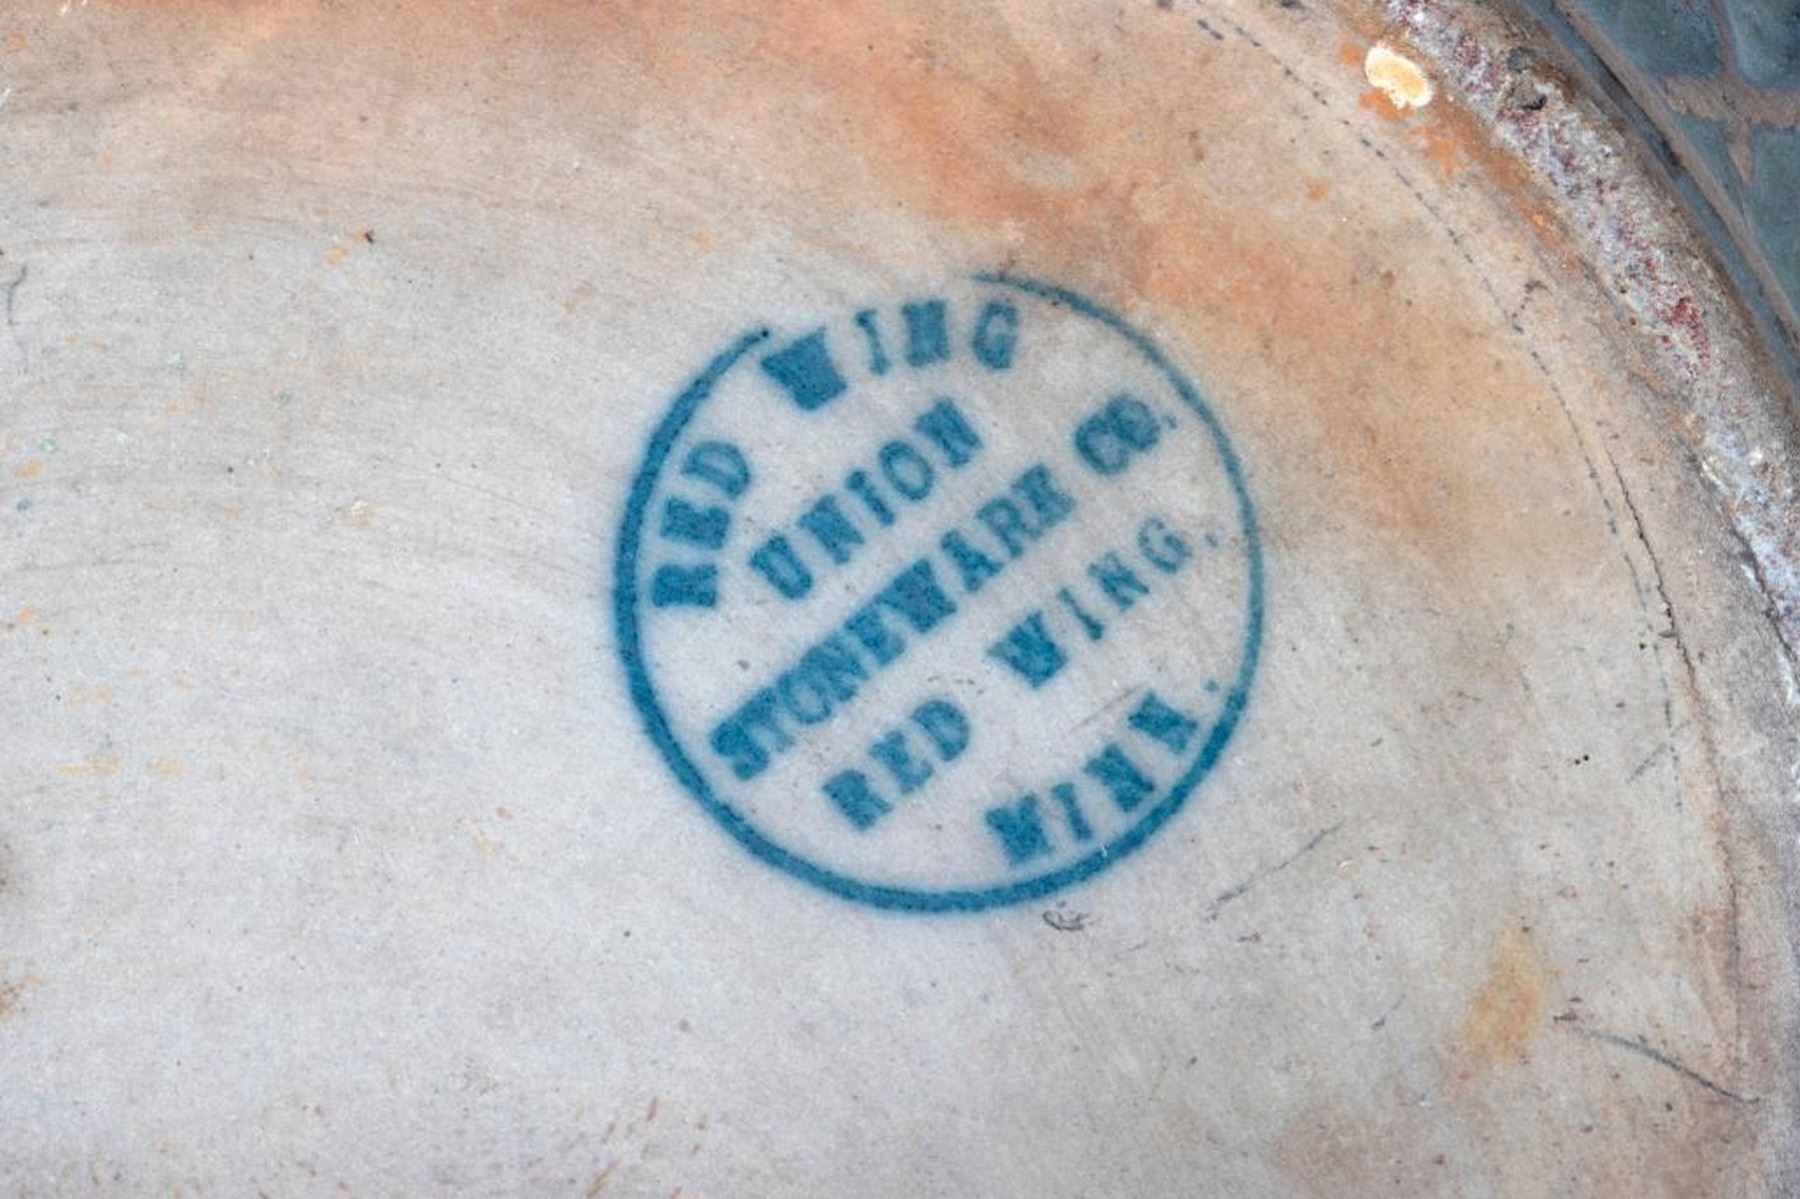 RED WING
UNION
STONEWARE CO.
RED WING.
MINN.